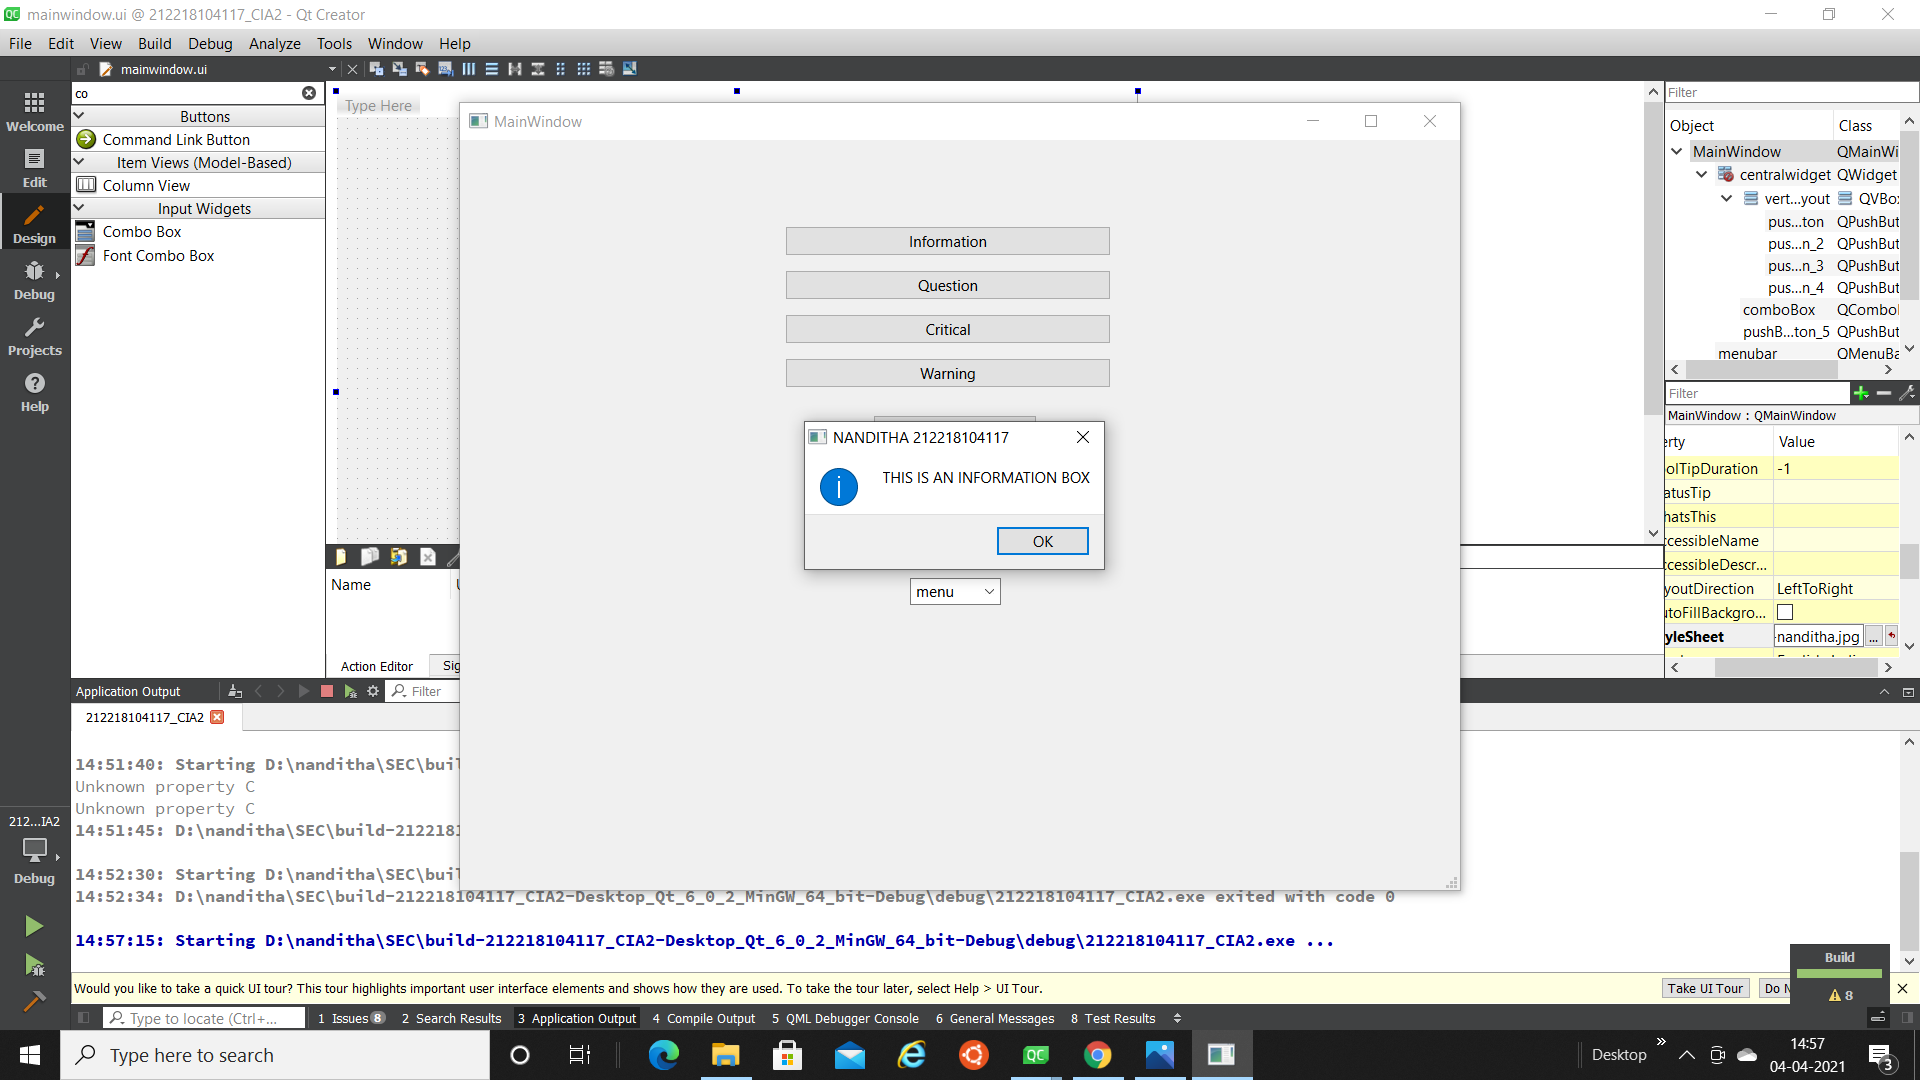 mainwindow.ui @ 212218104117_CIA2 - Qt Creator
File Edit View Build Debug Analyze Tools Window Help
mainwindow.ui
co
Buttons
Command Link Button
Item Views (Model-Based)
Column View
Input Widgets
Combo Box
Font Combo Box
Welcome
Edit
Design
Debug
Projects
Help
212...IA2
Debug
Type Here
MainWindow
Information
Question
Critical
Warning
NANDITHA 212218104117
THIS IS AN INFORMATION BOX
OK
menu
Name
Action Editor
Sig
Filter
Object Class
MainWindow QMainWi
centralwidget QWidget
vert...yout QVBo
pus...ton QPushBut
pus...n_2 QPushBut
pus...n_3 QPushBut
pus...n_4 QPushBut
comboBox QCombo
pushB...ton_5 QPushBut
menubar QMenuBa
Filter
MainWindow : QMainWindow
erty Value
olTipDuration -1
atusTip
hatsThis
ccessibleName
ccessibleDescr...
youtDirection LeftToRight
utoFillBackgro...
yleSheet -nanditha.jpg ...
Application Output
Filter
212218104117_CIA2
14:51:40: Starting D:\nanditha\SEC\buil
Unknown property C
Unknown property C
14:51:45: D:\nanditha\SEC\build-2122181
14:52:30: Starting D:\nanditha\SEC\buil
14:52:34: D:\nanditha\SEC\build-212218104117_CIA2-Desktop_Qt_6_0_2_MinGW_64_bit-Debug\debug\212218104117_CIA2.exe exited with code 0
14:57:15: Starting D:\nanditha\SEC\build-212218104117_CIA2-Desktop_Qt_6_0_2_MinGW_64_bit-Debug\debug\212218104117_CIA2.exe ...
Build
8
Would you like to take a quick UI tour? This tour highlights important user interface elements and shows how they are used. To take the tour later, select Help > UI Tour.
Take UI Tour
Do N
Type to locate (Ctrl+...
1 Issues 8 2 Search Results 3 Application Output 4 Compile Output 5 QML Debugger Console 6 General Messages 8 Test Results
Type here to search
Desktop
14:57
04-04-2021
3